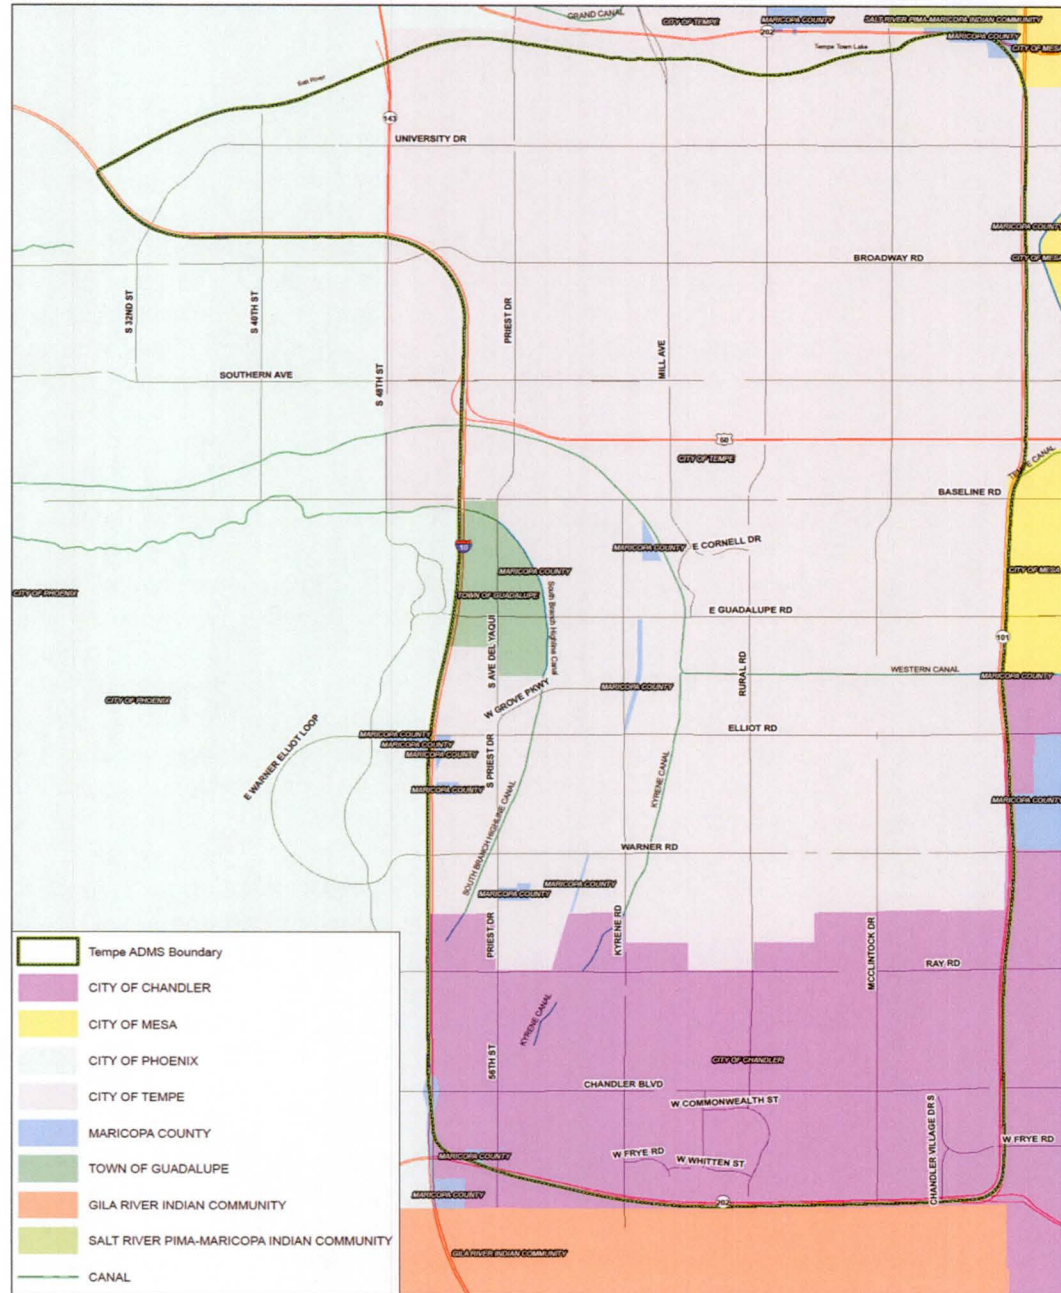 GRAND CANAL
CITY OF TEMPE
MARICOPA COUNTY
SALT RIVER PIMA-MARICOPA INDIAN COMMUNITY
202
MARICOPA COUNTY
CITY OF MESA
Tempe Town Lake
Salt River
143
UNIVERSITY DR
MARICOPA COUNTY
BROADWAY RD
CITY OF MESA
S 32ND ST
S 40TH ST
PRIEST DR
MILL AVE
S 48TH ST
SOUTHERN AVE
60
CITY OF TEMPE
TEMPE CANAL
BASELINE RD
10
MARICOPA COUNTY
E CORNELL DR
MARICOPA COUNTY
CITY OF MESA
CITY OF PHOENIX
TOWN OF GUADALUPE
South Branch Highline Canal
E GUADALUPE RD
101
S AVE DEL YAQUI
RURAL RD
WESTERN CANAL
MARICOPA COUNTY
MARICOPA COUNTY
CITY OF PHOENIX
W GROVE PKWY
ELLIOT RD
MARICOPA COUNTY
MARICOPA COUNTY
MARICOPA COUNTY
E WARNER ELLIOT LOOP
S PRIEST DR
KYRENE CANAL
MARICOPA COUNTY
MARICOPA COUNTY
SOUTH BRANCH HIGHLINE CANAL
WARNER RD
MARICOPA COUNTY
MARICOPA COUNTY
PRIEST DR
KYRENE RD
MCCLINTOCK DR
RAY RD
KYRENE CANAL
56TH ST
CITY OF CHANDLER
CHANDLER BLVD
W COMMONWEALTH ST
CHANDLER VILLAGE DR S
W FRYE RD
W FRYE RD
W WHITTEN ST
MARICOPA COUNTY
MARICOPA COUNTY
202
GILA RIVER INDIAN COMMUNITY
Tempe ADMS Boundary
CITY OF CHANDLER
CITY OF MESA
CITY OF PHOENIX
CITY OF TEMPE
MARICOPA COUNTY
TOWN OF GUADALUPE
GILA RIVER INDIAN COMMUNITY
SALT RIVER PIMA-MARICOPA INDIAN COMMUNITY
CANAL